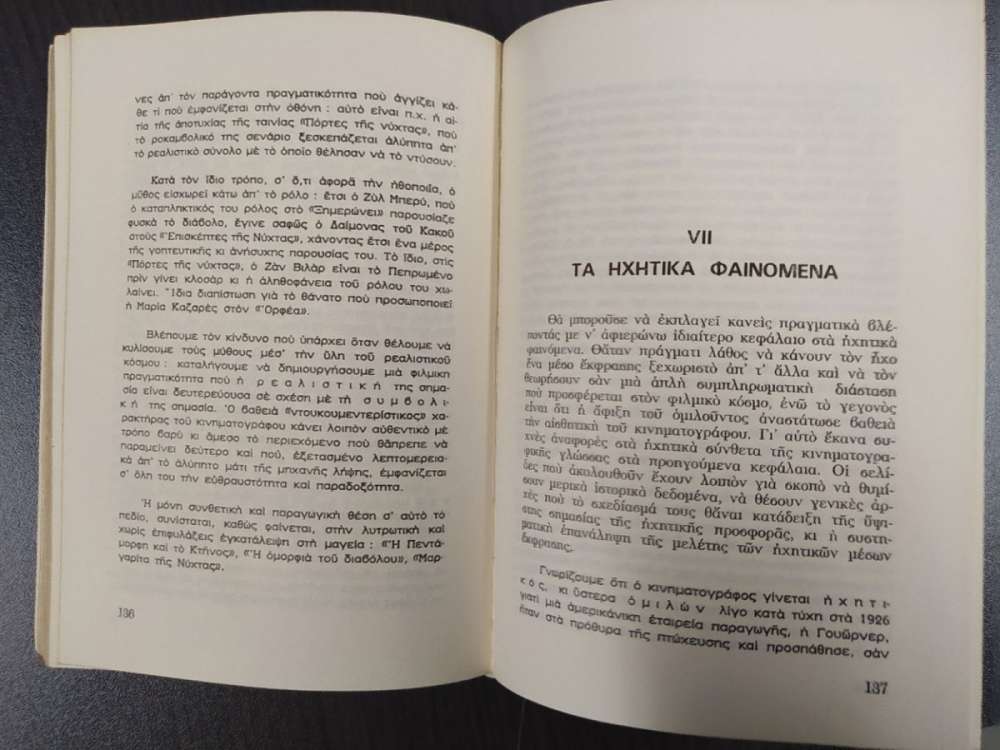 νες ἀπ' τὸν παράγοντα πραγματικότητα ποὺ ἀγγίζει κά-
θε τὶ ποὺ ἐμφανίζεται στὴν ὀθόνη : αὐτὸ εἶναι π.χ. ἡ αἰ-
τία τῆς ἀποτυχίας τῆς ταινίας «Πόρτες τῆς νύχτας», ποὺ
τὸ ροκαμβολικό της σενάριο ξεσκεπάζεται ἀλύπητα ἀπ'
τὸ ρεαλιστικὸ σύνολο μὲ τὸ ὁποῖο θέλησαν νὰ τὸ ντύσουν.
Κατὰ τὸν ἴδιο τρόπο, σ' ὅ,τι ἀφορᾶ τὴν ἠθοποιΐα, ὁ
μῦθος εἰσχωρεῖ κάτω ἀπ' τὸ ρόλο : ἔτσι ὁ Ζὺλ Μπερύ, ποὺ
ὁ καταπληκτικός του ρόλος στὸ «Ξημερώνει» παρουσίαζε
φυσικὰ τὸ διάβολο, ἔγινε σαφῶς ὁ Δαίμονας τοῦ Κακοῦ
στοὺς «Ἐπισκέπτες τῆς Νύχτας», χάνοντας ἔτσι ἕνα μέρος
τῆς γοητευτικῆς κι ἀνήσυχης παρουσίας του. Τὸ ἴδιο, στὶς
«Πόρτες τῆς νύχτας», ὁ Ζὰν Βιλὰρ εἶναι τὸ Πεπρωμένο
πρὶν γίνει κλοσὰρ κι ἡ ἀληθοφάνεια τοῦ ρόλου του χω-
λαίνει. Ἴδια διαπίστωση γιὰ τὸ θάνατο ποὺ προσωποποιεῖ
ἡ Μαρία Καζαρὲς στὸν «Ὀρφέα».
Βλέπουμε τὸν κίνδυνο ποὺ ὑπάρχει ὅταν θέλουμε νὰ
κυλίσουμε τοὺς μύθους μέσ' τὴν ὕλη τοῦ ρεαλιστικοῦ
κόσμου : καταλήγουμε νὰ δημιουργήσουμε μιὰ φιλμικὴ
πραγματικότητα ποὺ ἡ ρ ε α λ ι σ τ ι κ ή της σημα-
σία εἶναι δευτερεύουσα σὲ σχέση μὲ τὴ σ υ μ β ο λ ι-
κ ή της σημασία. Ὁ βαθειὰ «ντοκουμεντερίστικος» χα-
ρακτήρας τοῦ κινηματογράφου κάνει λοιπὸν αὐθεντικὸ μὲ
τρόπο βαρὺ κι ἄμεσο τὸ περιεχόμενο ποὺ θἄπρεπε νὰ
παραμείνει δεύτερο καὶ ποὺ, ἐξετασμένο λεπτομερεια-
κὰ ἀπ' τὸ ἀλύπητο μάτι τῆς μηχανῆς λήψης, ἐμφανίζεται
σ' ὅλη του τὴν εὐθραυστότητα καὶ παραδοξότητα.
Ἡ μόνη συνθετικὴ καὶ παραγωγικὴ θέση σ' αὐτὸ τὸ
πεδίο, συνίσταται, καθὼς φαίνεται, στὴν λυτρωτικὴ καὶ
χωρὶς ἐπιφυλάξεις ἐγκατάλειψη στὴ μαγεία : «Ἡ Πεντά-
μορφη καὶ τὸ Κτῆνος», «Ἡ ὀμορφιὰ τοῦ διαβόλου», «Μαρ-
γαρίτα τῆς Νύχτας».
136
VII
ΤΑ ΗΧΗΤΙΚΑ ΦΑΙΝΟΜΕΝΑ
Θὰ μποροῦσε νὰ ἐκπλαγεῖ κανεὶς πραγματικὰ βλέ-
ποντάς με ν' ἀφιερώνω ἰδιαίτερο κεφάλαιο στὰ ἠχητικὰ
φαινόμενα. Θἄταν πράγματι λάθος νὰ κάνουν τὸν ἦχο
ἕνα μέσο ἔκφρασης ξεχωριστὸ ἀπ' τ' ἄλλα καὶ νὰ τὸν
θεωρήσουν σὰν μιὰ ἁπλὴ συμπληρωματικὴ διάσταση
ποὺ προσφέρεται στὸν φιλμικὸ κόσμο, ἐνῶ τὸ γεγονὸς
εἶναι ὅτι ἡ ἄφιξη τοῦ ὁμιλοῦντος ἀναστάτωσε βαθειὰ
τὴν αἰσθητικὴ τοῦ κινηματογράφου. Γι' αὐτὸ ἔκανα συ-
χνὲς ἀναφορὲς στὰ ἠχητικὰ σύνθετα τῆς κινηματογρα-
φικῆς γλώσσας στὰ προηγούμενα κεφάλαια. Οἱ σελί-
δες ποὺ ἀκολουθοῦν ἔχουν λοιπὸν γιὰ σκοπὸ νὰ θυμί-
σουν μερικὰ ἱστορικὰ δεδομένα, νὰ θέσουν γενικὲς ἀρ-
χὲς ποὺ τὸ σχεδίασμά τους θἆναι κατάδειξη τῆς ὕψι-
στης σημασίας τῆς ἠχητικῆς προσφορᾶς, κι ἡ συστη-
ματικὴ ἐπανάληψη τῆς μελέτης τῶν ἠχητικῶν μέσων
ἔκφρασης.
Γνωρίζουμε ὅτι ὁ κινηματογράφος γίνεται ἠ χ η τ ι-
κ ό ς, κι ὕστερα ὁ μ ι λ ῶ ν λίγο κατὰ τύχη στὰ 1926
γιατὶ μιὰ ἀμερικάνικη ἑταιρεία παραγωγῆς, ἡ Γουῶρνερ,
ἦταν στὰ πρόθυρα τῆς πτώχευσης καὶ προσπάθησε, σὰν
137